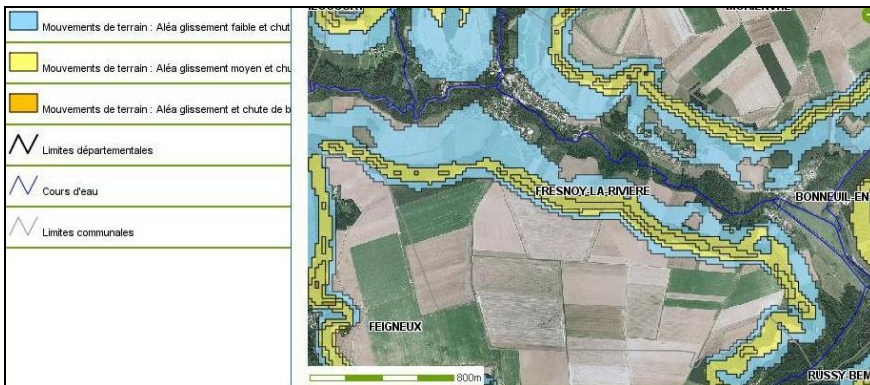 Mouvements de terrain : Aléa glissement faible et chut
Mouvements de terrain : Aléa glissement moyen et chu
Mouvements de terrain : Aléa glissement et chute de b
Limites départementales
Cours d'eau
Limites communales
FRESNOY-LA-RIVIERE
BONNEUIL-EN
FEIGNEUX
RUSSY-BEM
800m